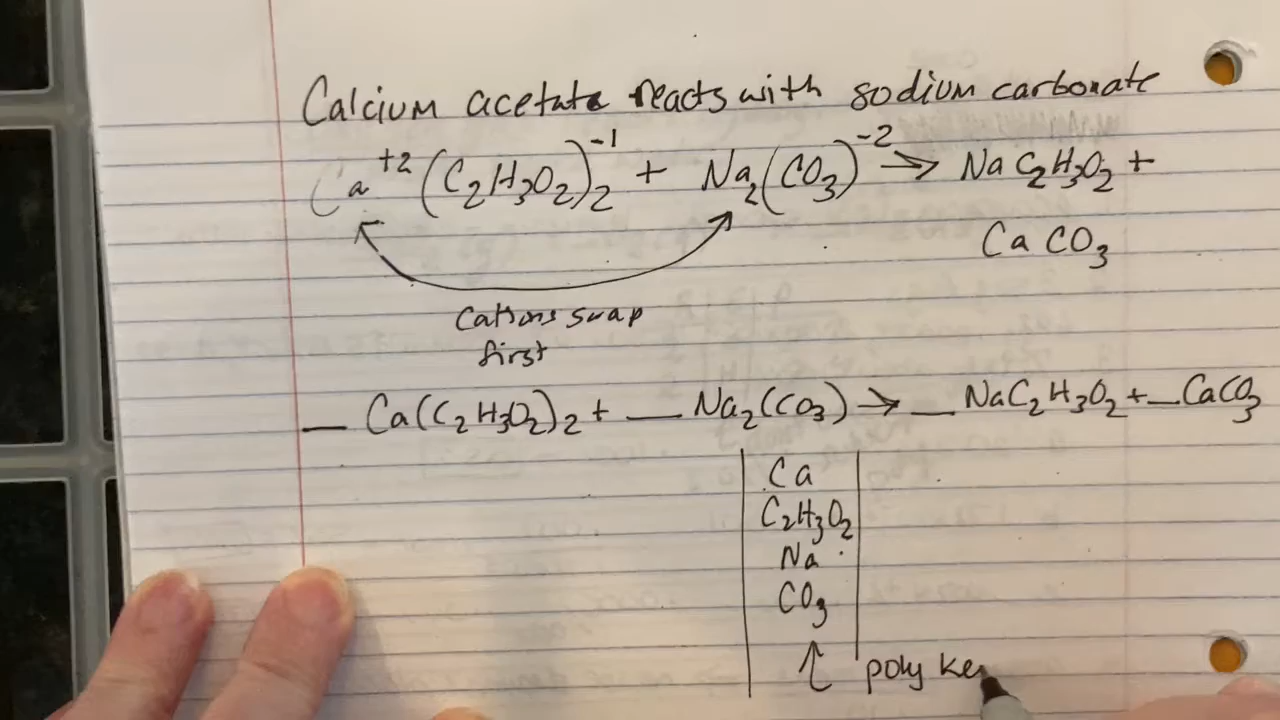 Calcium acetate reacts with sodium carbonate
Ca⁺² (C₂H₃O₂)₂⁻¹ + Na₂(CO₃)⁻² → NaC₂H₃O₂ +
CaCO₃
Cations swap
first
__ Ca(C₂H₃O₂)₂ + __ Na₂(CO₃) → __ NaC₂H₃O₂ + __ CaCO₃
Ca
C₂H₃O₂
Na
CO₃
↑ poly ke